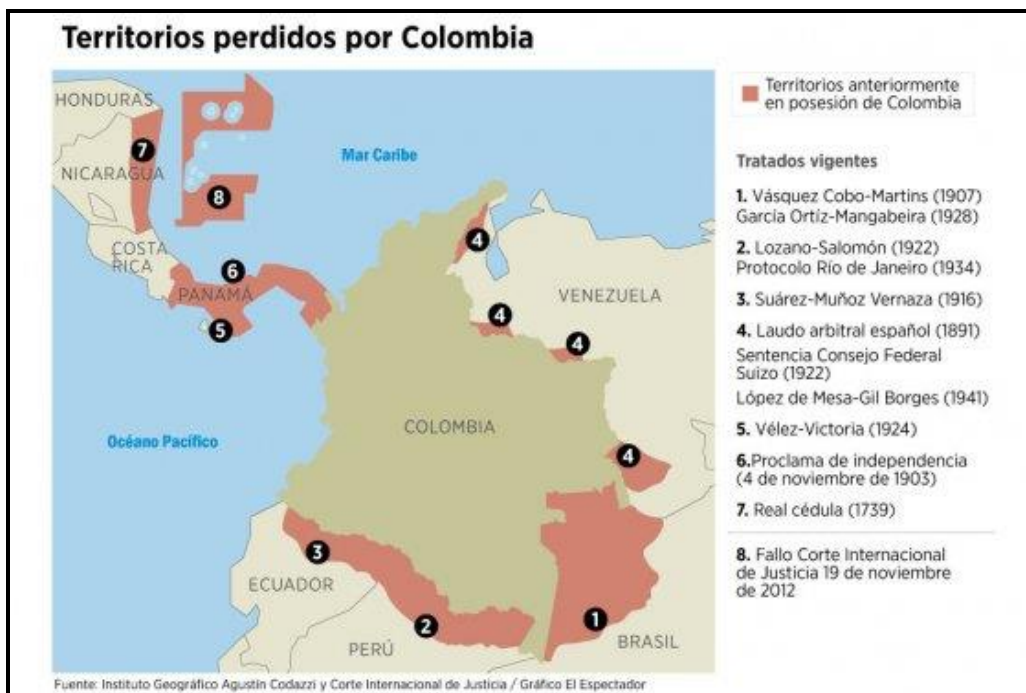 Territorios perdidos por Colombia
HONDURAS
NICARAGUA
COSTA
RICA
PANAMÁ
Mar Caribe
VENEZUELA
COLOMBIA
Océano Pacífico
ECUADOR
PERÚ
BRASIL
7
8
6
5
4
4
4
4
3
2
1
Territorios anteriormente
en posesión de Colombia
Tratados vigentes
1. Vásquez Cobo-Martins (1907)
García Ortíz-Mangabeira (1928)
2. Lozano-Salomón (1922)
Protocolo Río de Janeiro (1934)
3. Suárez-Muñoz Vernaza (1916)
4. Laudo arbitral español (1891)
Sentencia Consejo Federal
Suizo (1922)
López de Mesa-Gil Borges (1941)
5. Vélez-Victoria (1924)
6.Proclama de independencia
(4 de noviembre de 1903)
7. Real cédula (1739)
8. Fallo Corte Internacional
de Justicia 19 de noviembre
de 2012
Fuente: Instituto Geográfico Agustín Codazzi y Corte Internacional de Justicia / Gráfico El Espectador